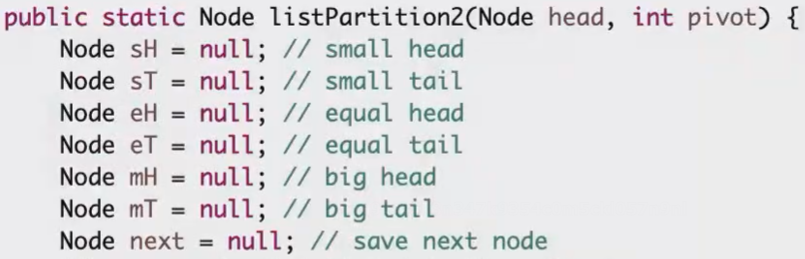 public static Node listPartition2(Node head, int pivot) {
    Node sH = null; // small head
    Node sT = null; // small tail
    Node eH = null; // equal head
    Node eT = null; // equal tail
    Node mH = null; // big head
    Node mT = null; // big tail
    Node next = null; // save next node